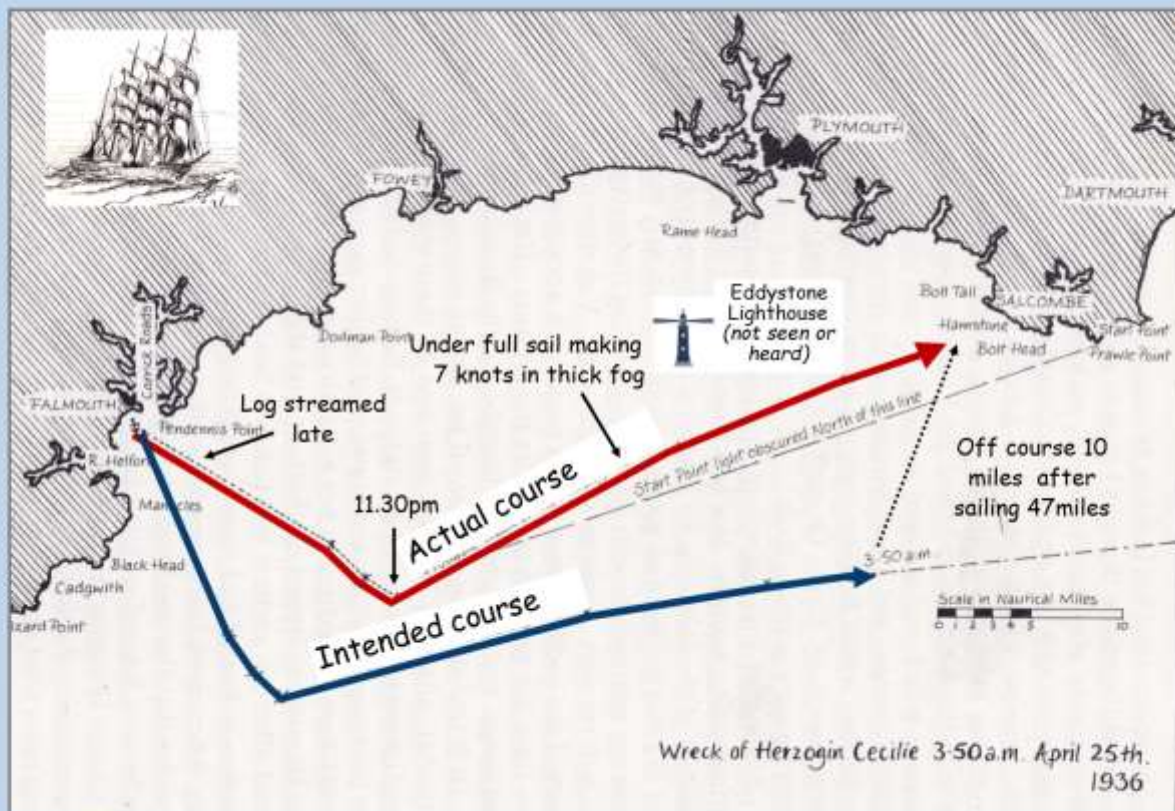 PLYMOUTH
FOWEY
DARTMOUTH
Rame Head
Bolt Tail
SALCOMBE
Eddystone
Lighthouse
(not seen or
heard)
Hamstone
Start Point
Bolt Head
Prawle Point
Dodman Point
Under full sail making
7 knots in thick fog
Carrick Roads
FALMOUTH
Pendennis Point
Log streamed
late
R. Helford
Manacles
11.30pm
Actual course
Start Point light obscured North of this line
Off course 10
miles after
sailing 47miles
Black Head
Cadgwith
izard Point
3·50 a.m.
Intended course
Scale in Nautical Miles
0 1 2 3 4 5 10
Wreck of Herzogin Cecilie 3·50 a.m. April 25th.
1936